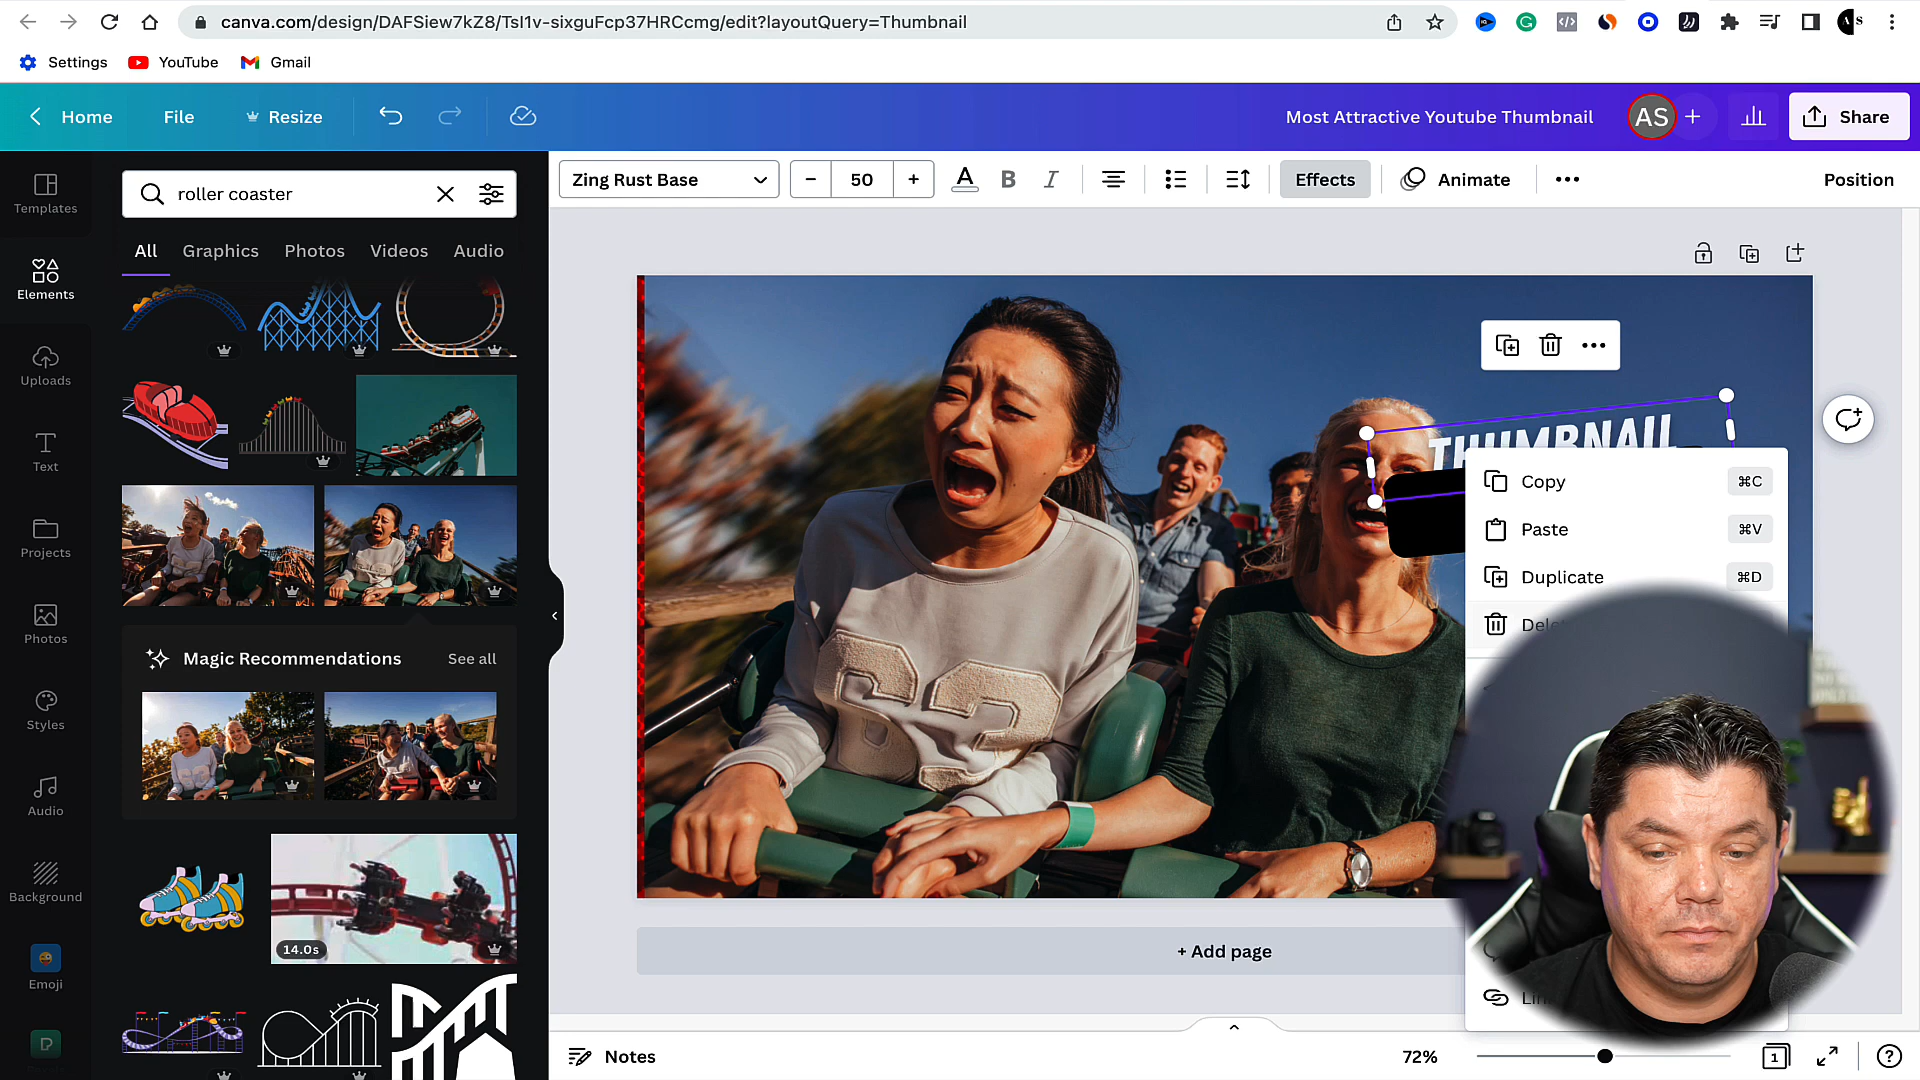 canva.com/design/DAFSiew7kZ8/TsI1v-sixguFcp37HRCcmg/edit?layoutQuery=Thumbnail
Settings YouTube Gmail
Home File Resize Most Attractive Youtube Thumbnail AS + Share
Templates
Elements
Uploads
Text
Projects
Photos
Styles
Audio
Background
Emoji
roller coaster
All Graphics Photos Videos Audio
Magic Recommendations See all
14.0s
Zing Rust Base – 50 + A B I Effects Animate ••• Position
THUMBNAIL
63
Copy ⌘C
Paste ⌘V
Duplicate ⌘D
+ Add page
Notes 72% 1 ?